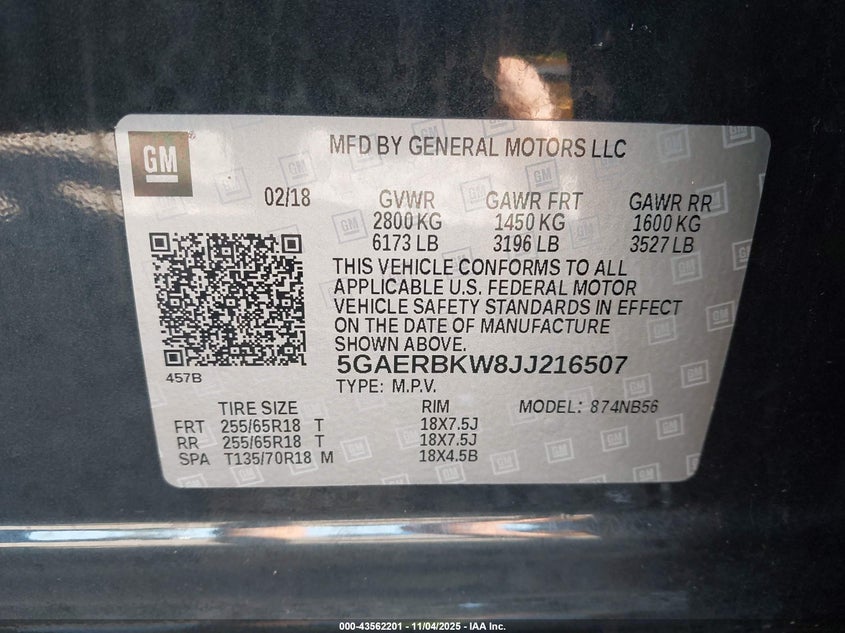 GM
®
MFD BY GENERAL MOTORS LLC
02/18 GVWR GAWR FRT GAWR RR
2800 KG 1450 KG 1600 KG
6173 LB 3196 LB 3527 LB
THIS VEHICLE CONFORMS TO ALL
APPLICABLE U.S. FEDERAL MOTOR
VEHICLE SAFETY STANDARDS IN EFFECT
ON THE DATE OF MANUFACTURE
SHOWN ABOVE.
5GAERBKW8JJ216507
457B
TYPE: M.P.V.
TIRE SIZE RIM MODEL: 874NB56
FRT 255/65R18 T 18X7.5J
RR 255/65R18 T 18X7.5J
SPA T135/70R18 M 18X4.5B
000-43562201 - 11/04/2025 - IAA Inc.